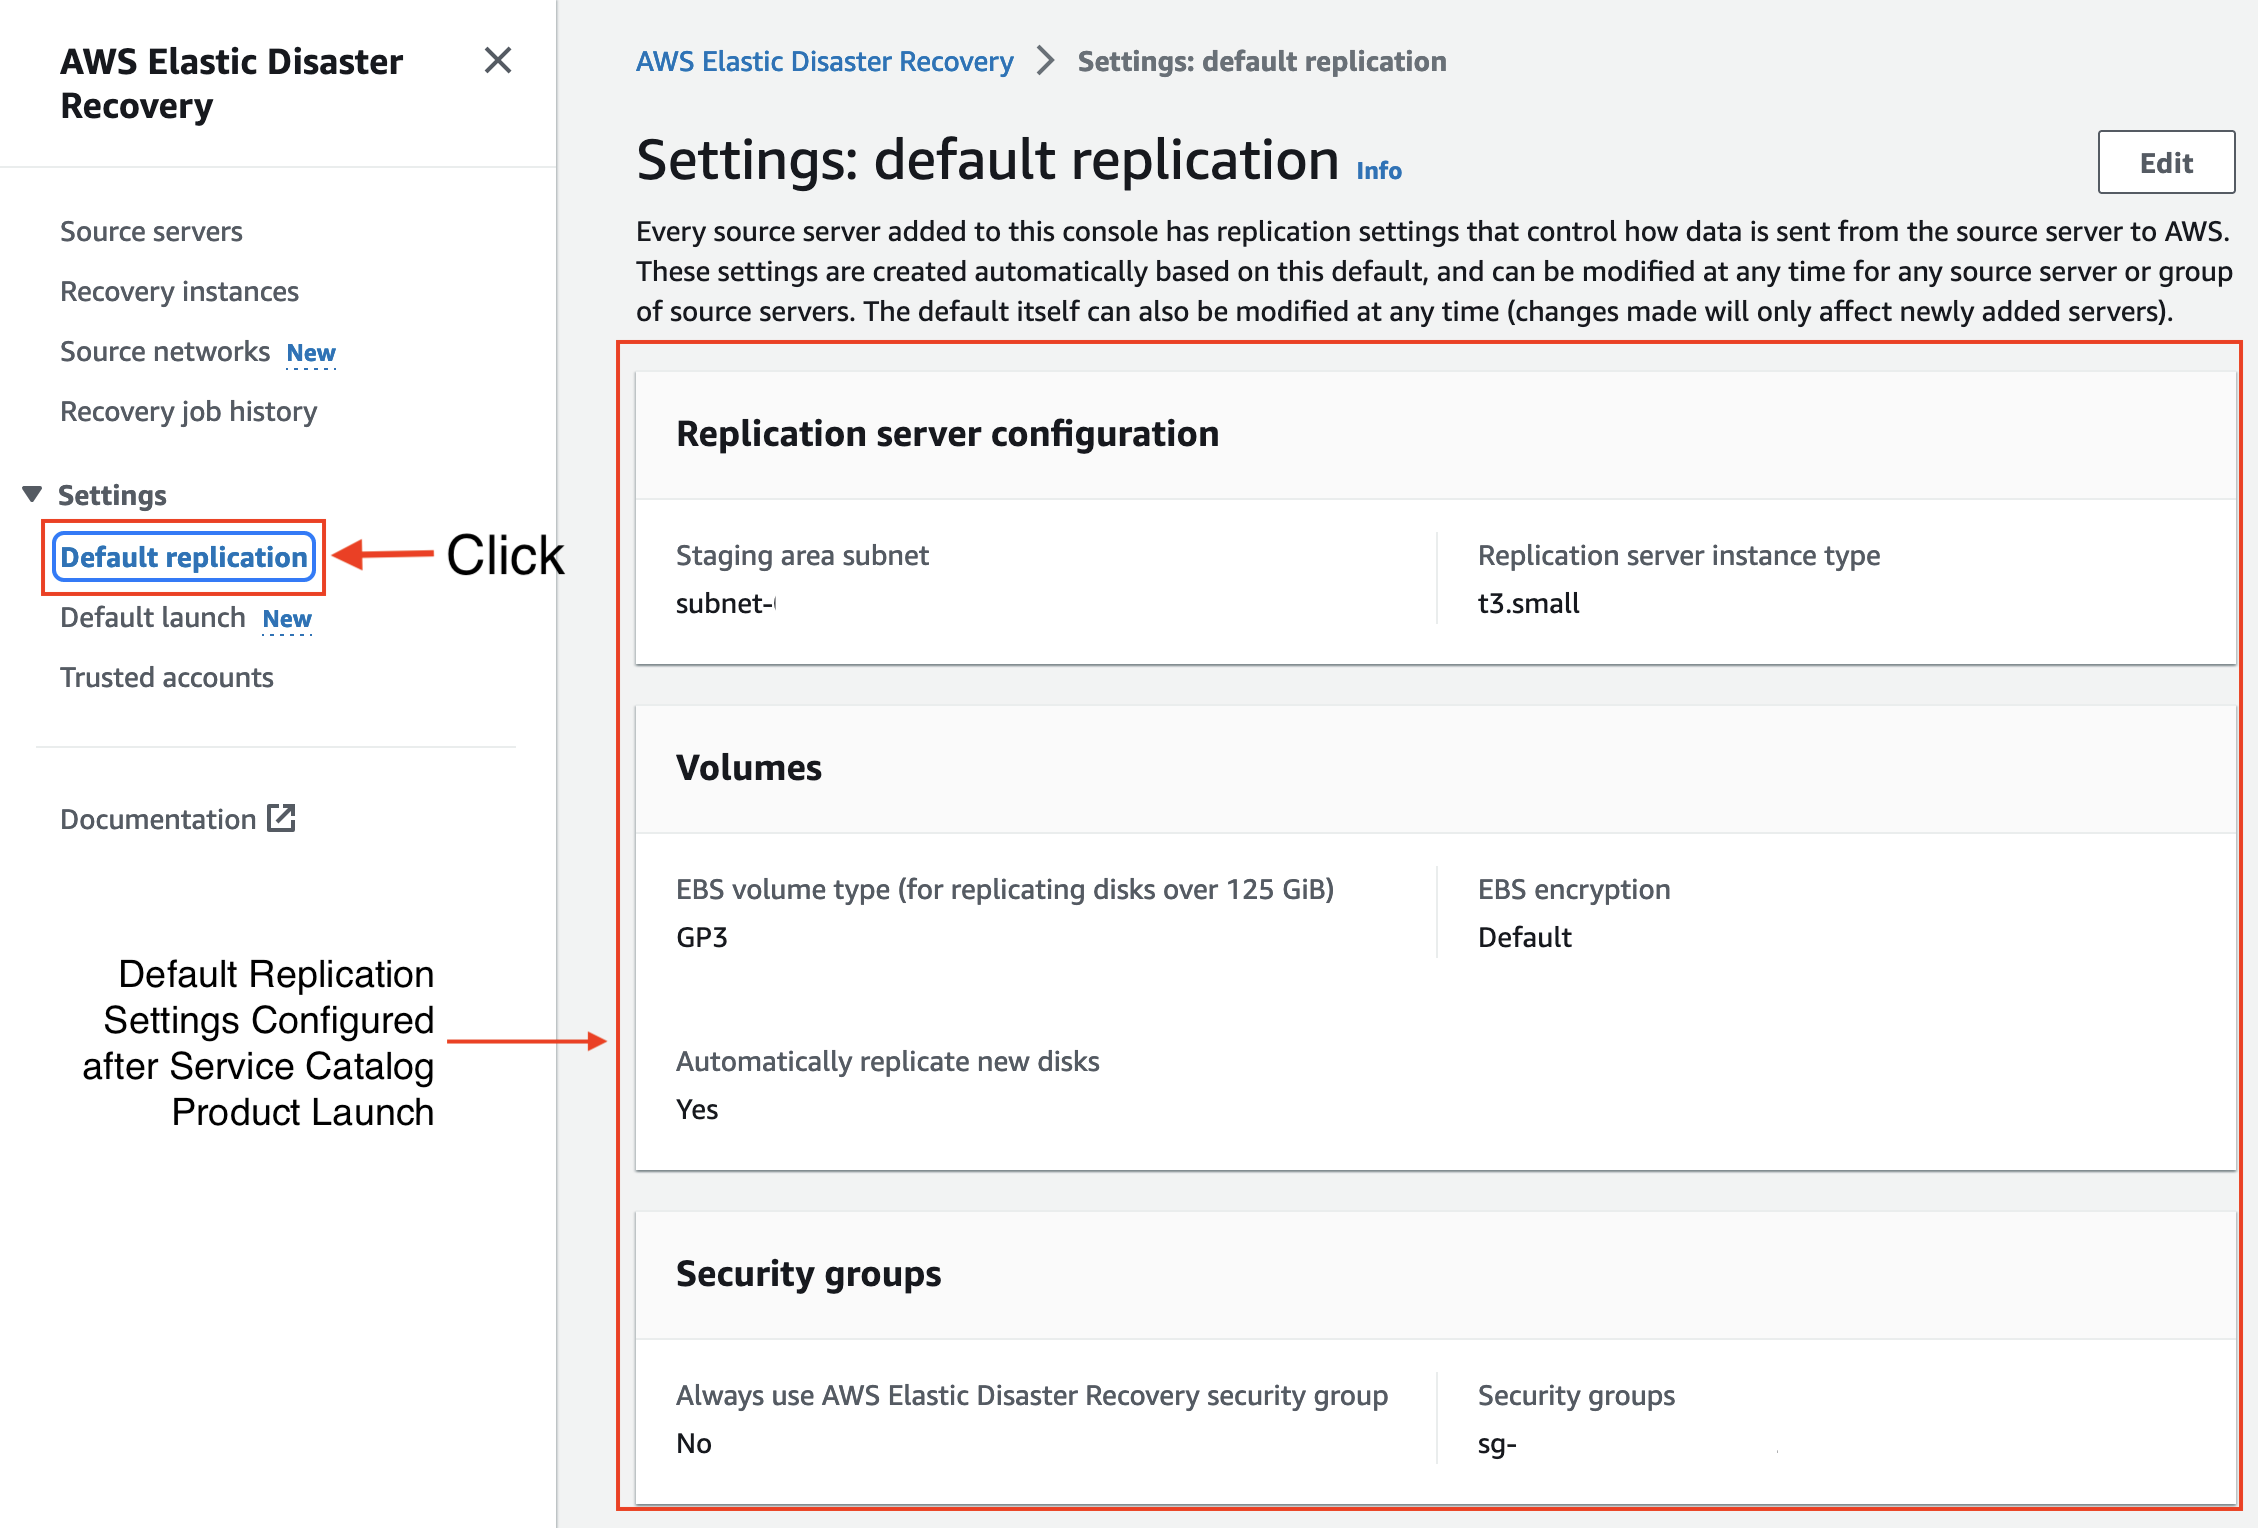 AWS Elastic Disaster
Recovery
Source servers
Recovery instances
Source networks New
Recovery job history
Settings
Default replication
Click
Default launch New
Trusted accounts
Documentation
Default Replication
Settings Configured
after Service Catalog
Product Launch
AWS Elastic Disaster Recovery > Settings: default replication
Settings: default replication Info
Edit
Every source server added to this console has replication settings that control how data is sent from the source server to AWS.
These settings are created automatically based on this default, and can be modified at any time for any source server or group
of source servers. The default itself can also be modified at any time (changes made will only affect newly added servers).
Replication server configuration
Staging area subnet
subnet-
Replication server instance type
t3.small
Volumes
EBS volume type (for replicating disks over 125 GiB)
GP3
EBS encryption
Default
Automatically replicate new disks
Yes
Security groups
Always use AWS Elastic Disaster Recovery security group
No
Security groups
sg-